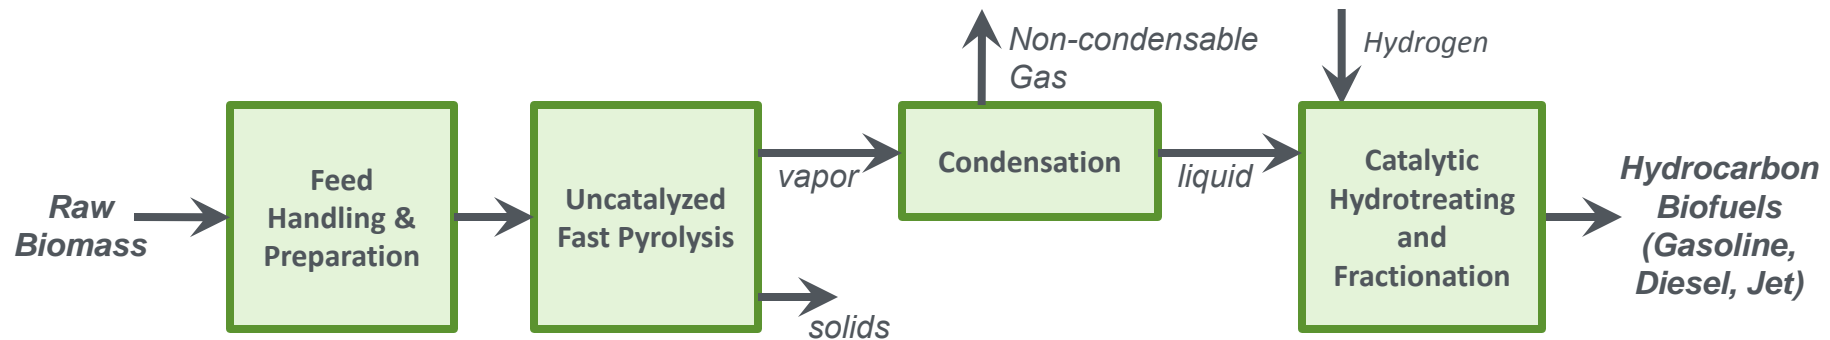 Raw
Biomass
Feed
Handling &
Preparation
Uncatalyzed
Fast Pyrolysis
vapor
solids
Non-condensable
Gas
Condensation
liquid
Hydrogen
Catalytic
Hydrotreating
and
Fractionation
Hydrocarbon
Biofuels
(Gasoline,
Diesel, Jet)